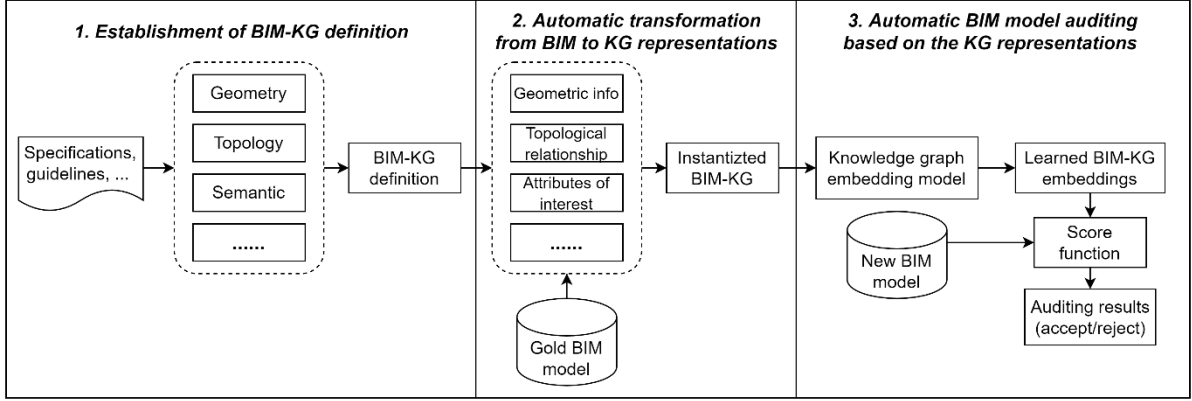 1. Establishment of BIM-KG definition
Specifications,
guidelines, ...
Geometry
Topology
Semantic
......
BIM-KG
definition
2. Automatic transformation
from BIM to KG representations
Geometric info
Topological
relationship
Attributes of
interest
......
Gold BIM
model
Instantizted
BIM-KG
3. Automatic BIM model auditing
based on the KG representations
Knowledge graph
embedding model
Learned BIM-KG
embeddings
New BIM
model
Score
function
Auditing results
(accept/reject)